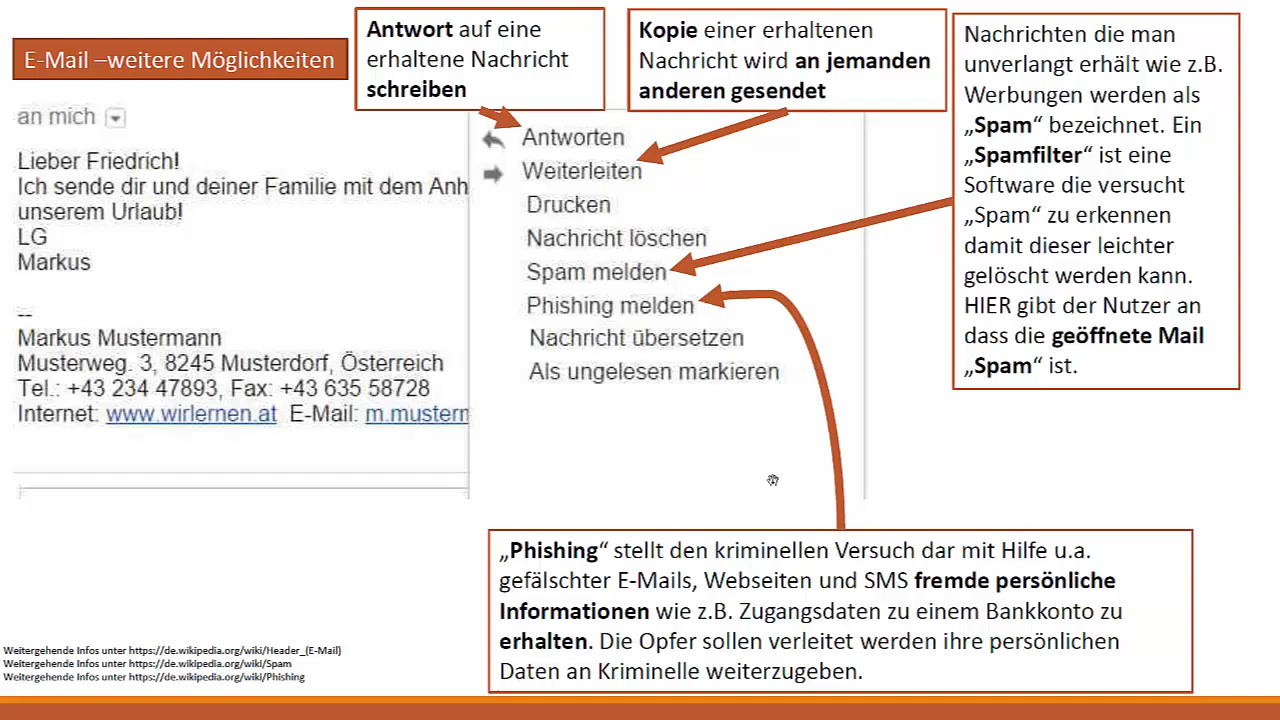 E-Mail –weitere Möglichkeiten
Antwort auf eine
erhaltene Nachricht
schreiben
Kopie einer erhaltenen
Nachricht wird an jemanden
anderen gesendet
Nachrichten die man
unverlangt erhält wie z.B.
Werbungen werden als
„Spam“ bezeichnet. Ein
„Spamfilter“ ist eine
Software die versucht
„Spam“ zu erkennen
damit dieser leichter
gelöscht werden kann.
HIER gibt der Nutzer an
dass die geöffnete Mail
„Spam“ ist.
an mich
Lieber Friedrich!
Ich sende dir und deiner Familie mit dem Anh
unserem Urlaub!
LG
Markus
--
Markus Mustermann
Musterweg. 3, 8245 Musterdorf, Österreich
Tel.: +43 234 47893, Fax: +43 635 58728
Internet: www.wirlernen.at E-Mail: m.musterm
Antworten
Weiterleiten
Drucken
Nachricht löschen
Spam melden
Phishing melden
Nachricht übersetzen
Als ungelesen markieren
„Phishing“ stellt den kriminellen Versuch dar mit Hilfe u.a.
gefälschter E-Mails, Webseiten und SMS fremde persönliche
Informationen wie z.B. Zugangsdaten zu einem Bankkonto zu
erhalten. Die Opfer sollen verleitet werden ihre persönlichen
Daten an Kriminelle weiterzugeben.
Weitergehende Infos unter https://de.wikipedia.org/wiki/Header_(E-Mail)
Weitergehende Infos unter https://de.wikipedia.org/wiki/Spam
Weitergehende Infos unter https://de.wikipedia.org/wiki/Phishing